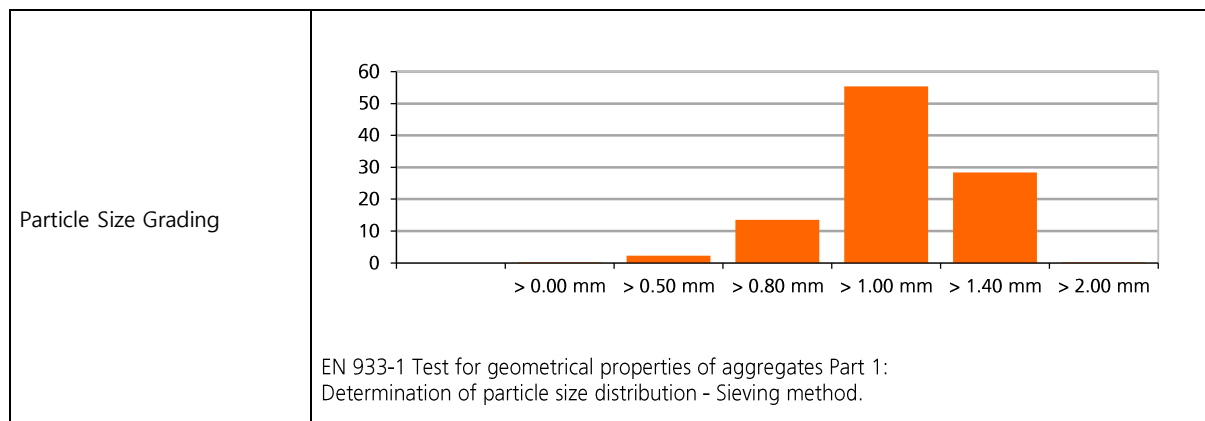 Particle Size Grading
60
50
40
30
20
10
0
> 0.00 mm > 0.50 mm > 0.80 mm > 1.00 mm > 1.40 mm > 2.00 mm
EN 933-1 Test for geometrical properties of aggregates Part 1:
Determination of particle size distribution - Sieving method.